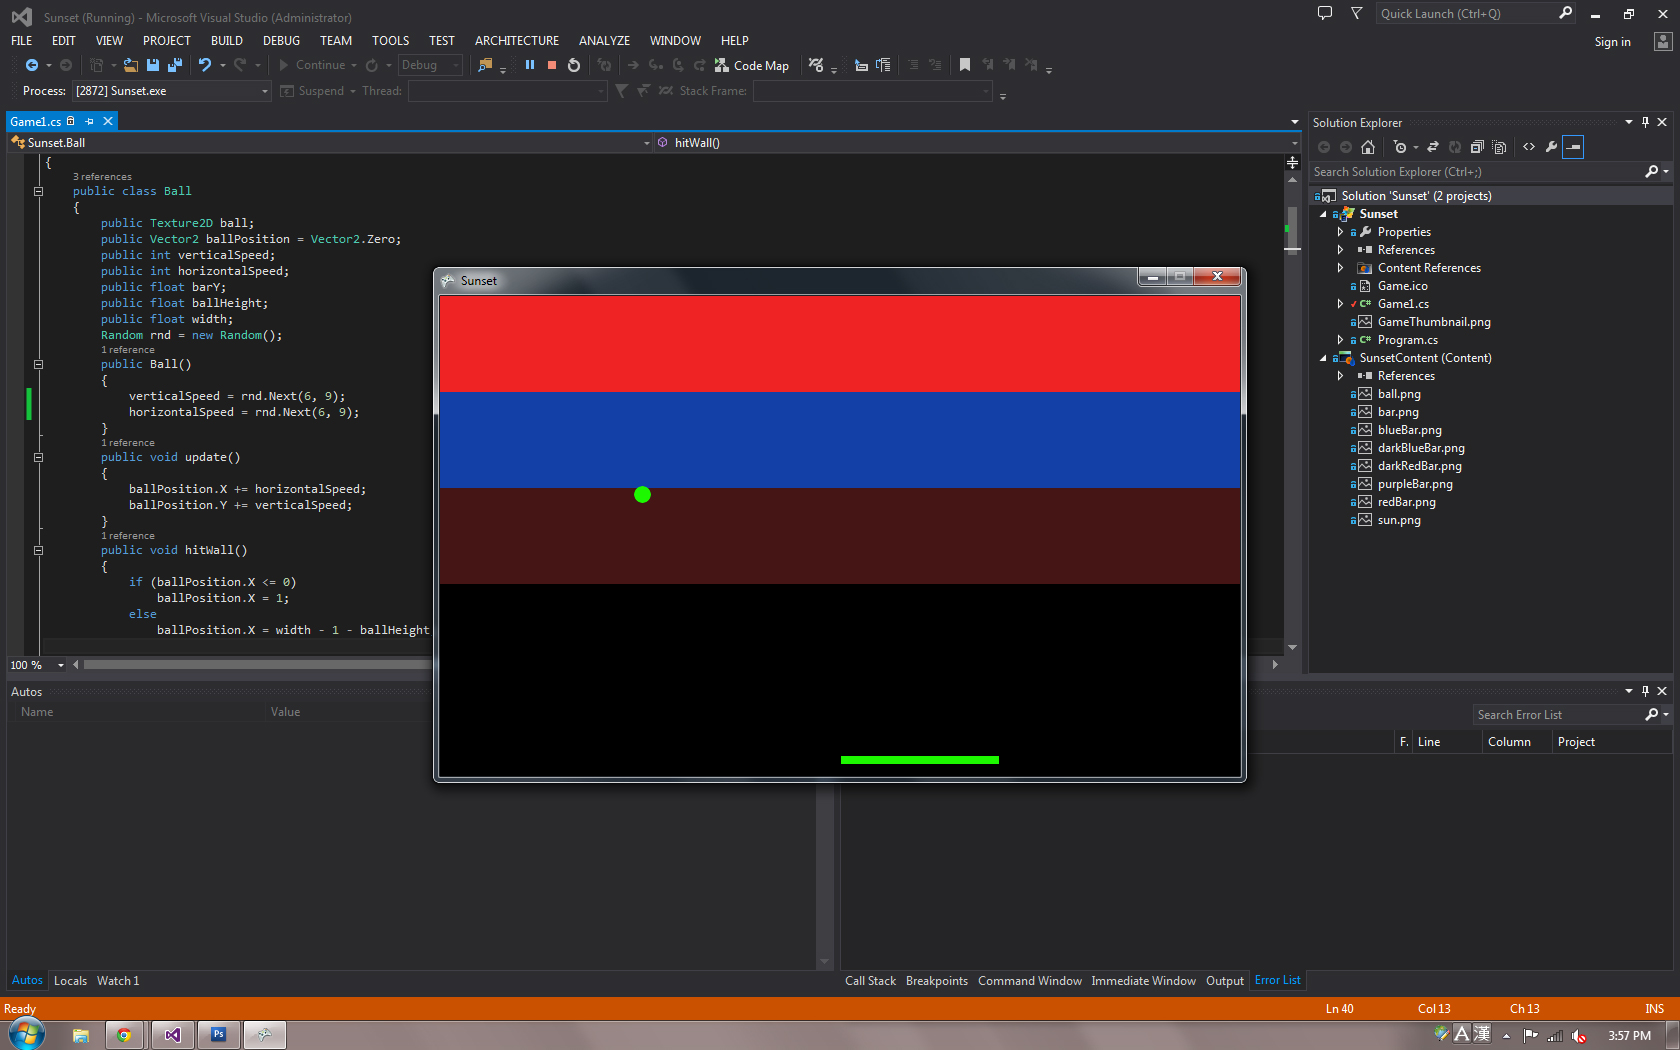 Sunset (Running) - Microsoft Visual Studio (Administrator)
Quick Launch (Ctrl+Q)
FILE EDIT VIEW PROJECT BUILD DEBUG TEAM TOOLS TEST ARCHITECTURE ANALYZE WINDOW HELP
Sign in
Continue Debug Code Map
Process: [2872] Sunset.exe Suspend Thread: Stack Frame:
Game1.cs
Sunset.Ball hitWall()
{
3 references
public class Ball
{
public Texture2D ball;
public Vector2 ballPosition = Vector2.Zero;
public int verticalSpeed;
public int horizontalSpeed;
public float barY;
public float ballHeight;
public float width;
Random rnd = new Random();
1 reference
public Ball()
{
verticalSpeed = rnd.Next(6, 9);
horizontalSpeed = rnd.Next(6, 9);
}
1 reference
public void update()
{
ballPosition.X += horizontalSpeed;
ballPosition.Y += verticalSpeed;
}
1 reference
public void hitWall()
{
if (ballPosition.X <= 0)
ballPosition.X = 1;
else
ballPosition.X = width - 1 - ballHeight
100 %
Sunset
Solution Explorer
Search Solution Explorer (Ctrl+;)
Solution 'Sunset' (2 projects)
Sunset
Properties
References
Content References
Game.ico
C# Game1.cs
GameThumbnail.png
C# Program.cs
SunsetContent (Content)
References
ball.png
bar.png
blueBar.png
darkBlueBar.png
darkRedBar.png
purpleBar.png
redBar.png
sun.png
Autos
Name Value
Search Error List
F. Line Column Project
Autos Locals Watch 1
Call Stack Breakpoints Command Window Immediate Window Output Error List
Ready Ln 40 Col 13 Ch 13 INS
Ps A 漢 3:57 PM